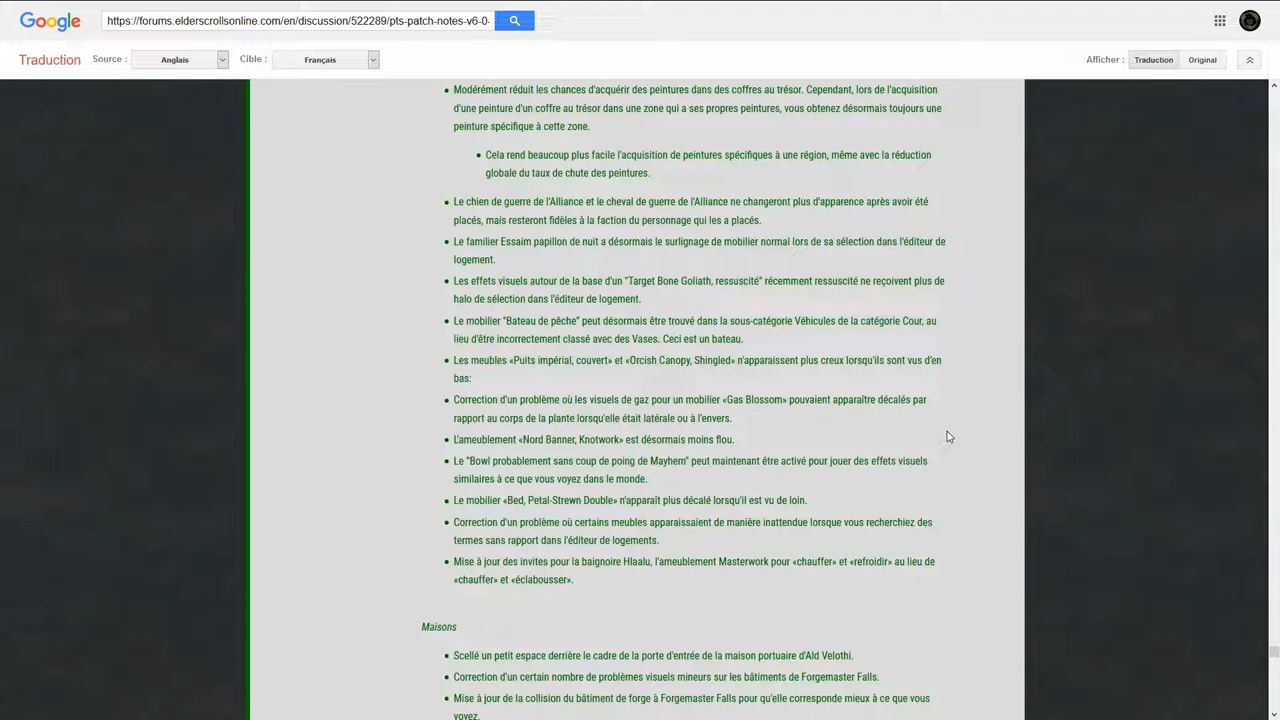 Google
https://forums.elderscrollsonline.com/en/discussion/522289/pts-patch-notes-v6-0-
Traduction
Source :
Anglais
Cible :
Français
Afficher :
Traduction
Original
• Modérément réduit les chances d'acquérir des peintures dans des coffres au trésor. Cependant, lors de l'acquisition
d'une peinture d'un coffre au trésor dans une zone qui a ses propres peintures, vous obtenez désormais toujours une
peinture spécifique à cette zone.
• Cela rend beaucoup plus facile l'acquisition de peintures spécifiques à une région, même avec la réduction
globale du taux de chute des peintures.
• Le chien de guerre de l'Alliance et le cheval de guerre de l'Alliance ne changeront plus d'apparence après avoir été
placés, mais resteront fidèles à la faction du personnage qui les a placés.
• Le familier Essaim papillon de nuit a désormais le surlignage de mobilier normal lors de sa sélection dans l'éditeur de
logement.
• Les effets visuels autour de la base d'un "Target Bone Goliath, ressuscité" récemment ressuscité ne reçoivent plus de
halo de sélection dans l'éditeur de logement.
• Le mobilier "Bateau de pêche" peut désormais être trouvé dans la sous-catégorie Véhicules de la catégorie Cour, au
lieu d'être incorrectement classé avec des Vases. Ceci est un bateau.
• Les meubles «Puits impérial, couvert» et «Orcish Canopy, Shingled» n'apparaissent plus creux lorsqu'ils sont vus d'en
bas:
• Correction d'un problème où les visuels de gaz pour un mobilier «Gas Blossom» pouvaient apparaître décalés par
rapport au corps de la plante lorsqu'elle était latérale ou à l'envers.
• L'ameublement «Nord Banner, Knotwork» est désormais moins flou.
• Le "Bowl probablement sans coup de poing de Mayhem" peut maintenant être activé pour jouer des effets visuels
similaires à ce que vous voyez dans le monde.
• Le mobilier «Bed, Petal-Strewn Double» n'apparaît plus décalé lorsqu'il est vu de loin.
• Correction d'un problème où certains meubles apparaissaient de manière inattendue lorsque vous recherchiez des
termes sans rapport dans l'éditeur de logements.
• Mise à jour des invites pour la baignoire Hlaalu, l'ameublement Masterwork pour «chauffer» et «refroidir» au lieu de
«chauffer» et «éclabousser».
Maisons
• Scellé un petit espace derrière le cadre de la porte d'entrée de la maison portuaire d'Ald Velothi.
• Correction d'un certain nombre de problèmes visuels mineurs sur les bâtiments de Forgemaster Falls.
• Mise à jour de la collision du bâtiment de forge à Forgemaster Falls pour qu'elle corresponde mieux à ce que vous
voyez.